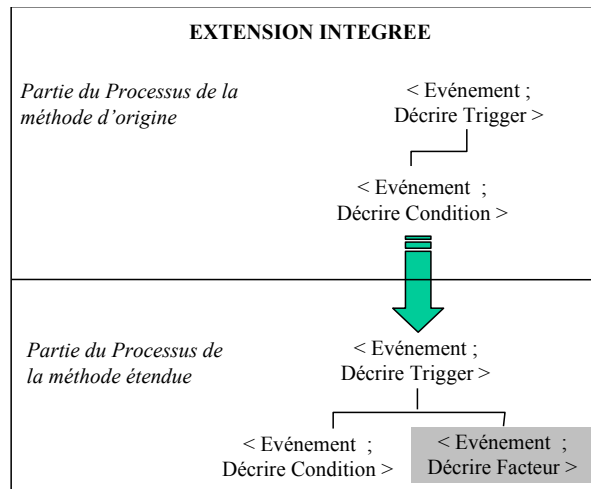 EXTENSION INTEGREE
Partie du Processus de la
méthode d'origine
< Evénement ;
Décrire Trigger >
< Evénement ;
Décrire Condition >
Partie du Processus de
la méthode étendue
< Evénement ;
Décrire Trigger >
< Evénement ;
Décrire Condition >
< Evénement ;
Décrire Facteur >